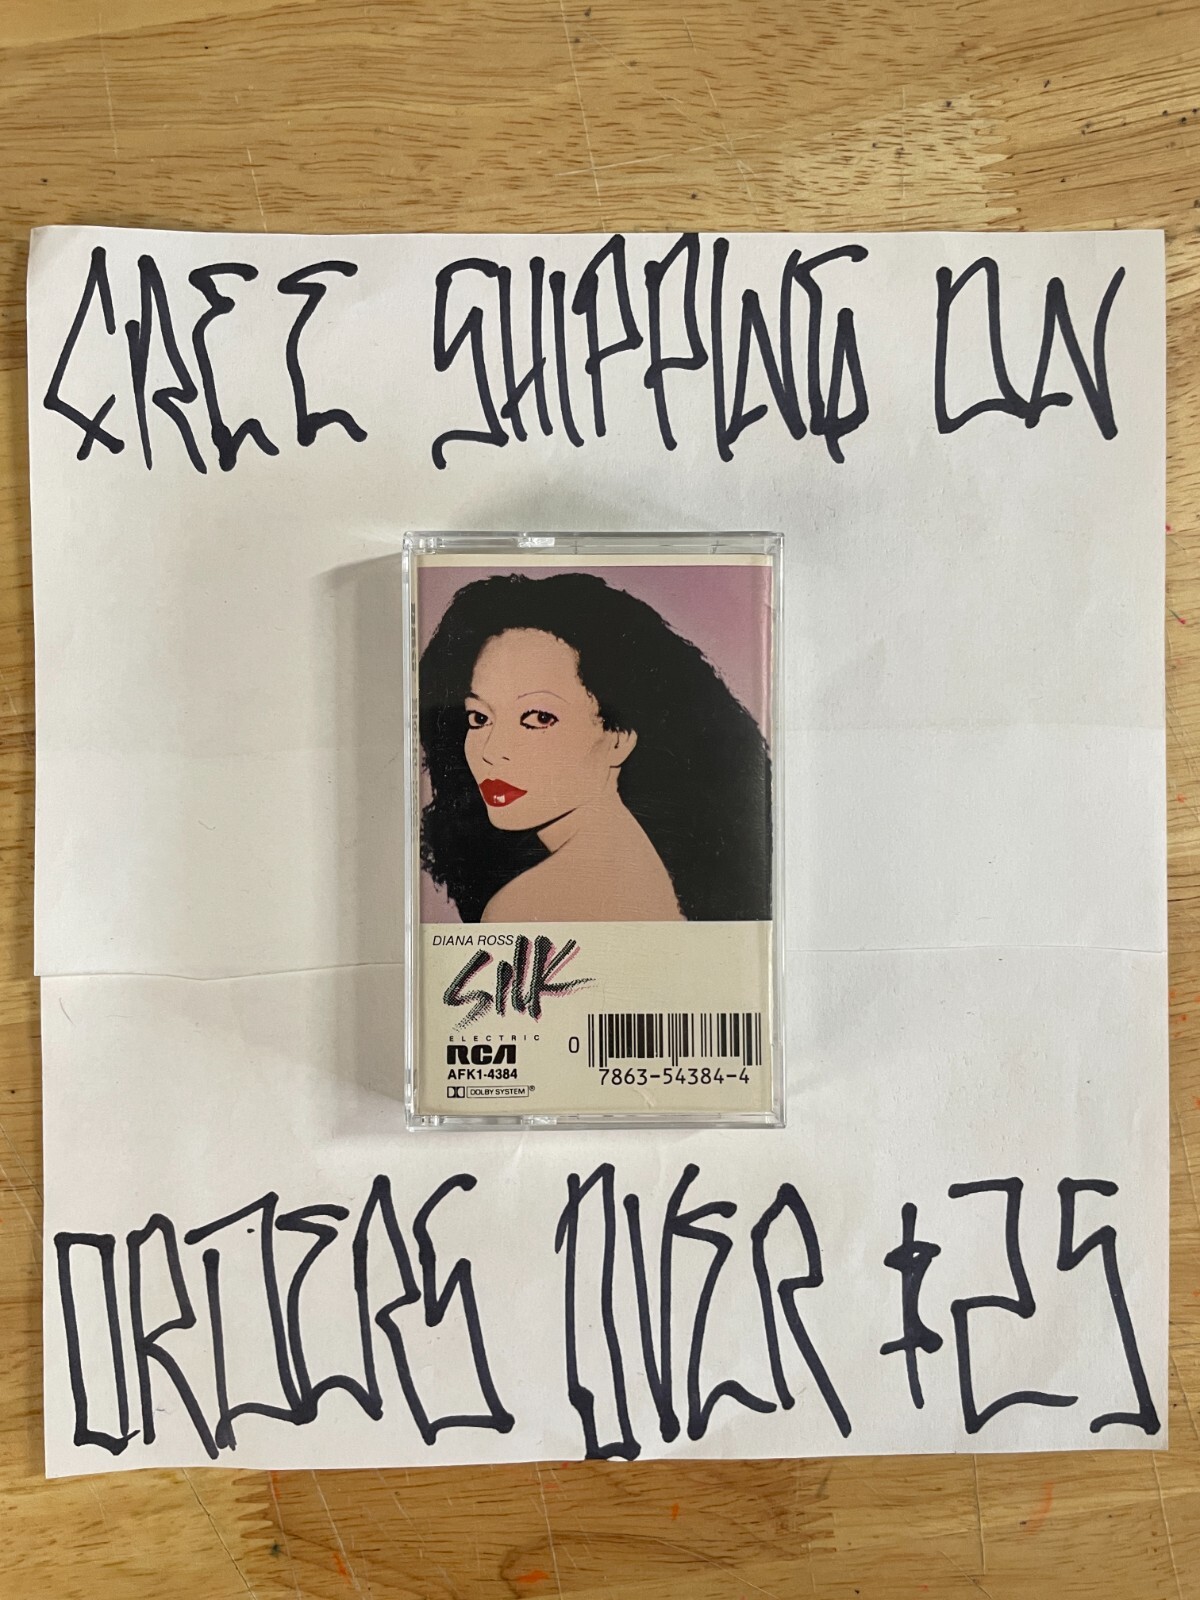 FREE SHIPPING ON
DIANA ROSS
SILK
ELECTRIC
RCA
AFK1-4384
DOLBY SYSTEM®
0 7863-54384-4
ORDERS OVER $25